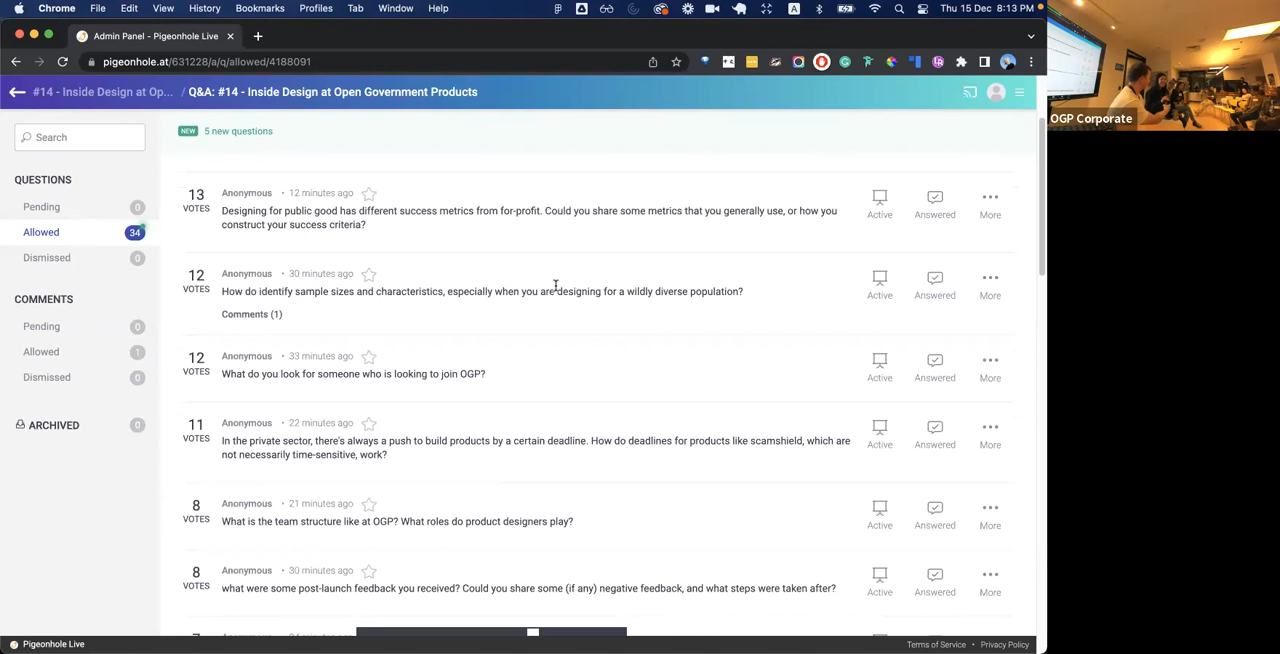 Chrome File Edit View History Bookmarks Profiles Tab Window Help
A
Thu 15 Dec 8:13 PM
Admin Panel - Pigeonhole Live
pigeonhole.at/631228/a/q/allowed/4188091
#14 - Inside Design at Op... / Q&A: #14 - Inside Design at Open Government Products
Search
NEW 5 new questions
QUESTIONS
Pending 0
Allowed 34
Dismissed 0
COMMENTS
Pending 0
Allowed 1
Dismissed 0
ARCHIVED 0
13 VOTES
Anonymous • 12 minutes ago
Designing for public good has different success metrics from for-profit. Could you share some metrics that you generally use, or how you
construct your success criteria?
Active Answered More
12 VOTES
Anonymous • 30 minutes ago
How do identify sample sizes and characteristics, especially when you are designing for a wildly diverse population?
Comments (1)
Active Answered More
12 VOTES
Anonymous • 33 minutes ago
What do you look for someone who is looking to join OGP?
Active Answered More
11 VOTES
Anonymous • 22 minutes ago
In the private sector, there's always a push to build products by a certain deadline. How do deadlines for products like scamshield, which are
not necessarily time-sensitive, work?
Active Answered More
8 VOTES
Anonymous • 21 minutes ago
What is the team structure like at OGP? What roles do product designers play?
Active Answered More
8 VOTES
Anonymous • 30 minutes ago
what were some post-launch feedback you received? Could you share some (if any) negative feedback, and what steps were taken after?
Active Answered More
Pigeonhole Live
Terms of Service • Privacy Policy
OGP Corporate